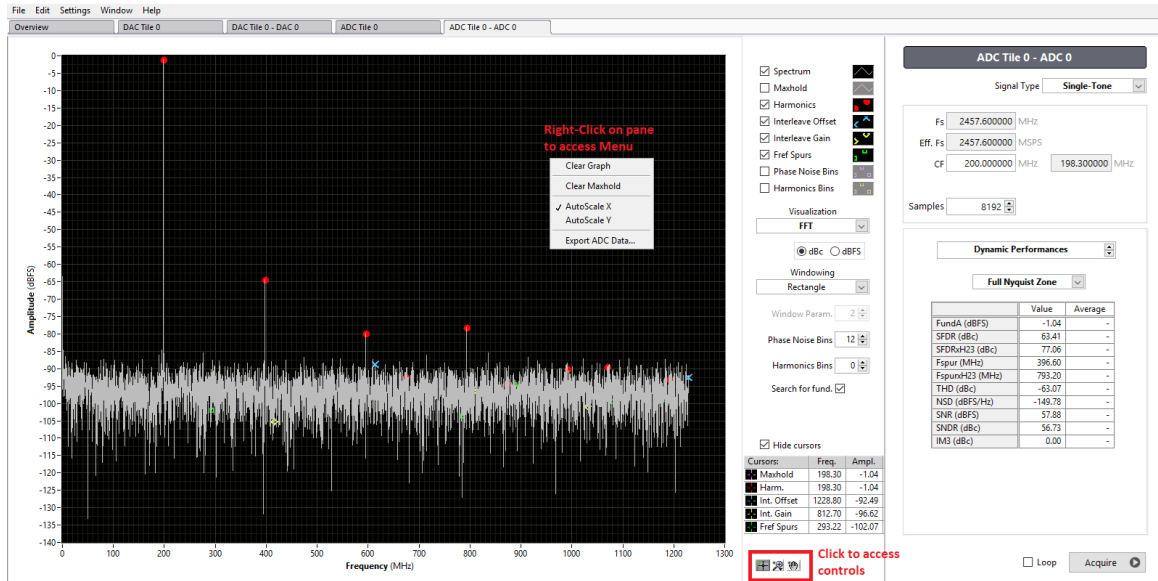 File Edit Settings Window Help
Overview DAC Tile 0 DAC Tile 0 - DAC 0 ADC Tile 0 ADC Tile 0 - ADC 0
0
-5
-10
-15
-20
-25
-30
-35
-40
-45
-50
-55
-60
-65
-70
-75
-80
-85
-90
-95
-100
-105
-110
-115
-120
-125
-130
-135
-140
Amplitude (dBFS)
0 100 200 300 400 500 600 700 800 900 1000 1100 1200 1300
Frequency (MHz)
Right-Click on pane
to access Menu
Clear Graph
Clear Maxhold
✓ AutoScale X
AutoScale Y
Export ADC Data...
Spectrum
Maxhold
Harmonics
Interleave Offset
Interleave Gain
Fref Spurs
Phase Noise Bins
Harmonics Bins
Visualization
FFT
dBc dBFS
Windowing
Rectangle
Window Param. 2
Phase Noise Bins 12
Harmonics Bins 0
Search for fund.
Hide cursors
Cursors: Freq. Ampl.
Maxhold 198.30 -1.04
Harm. 198.30 -1.04
Int. Offset 1228.80 -92.49
Int. Gain 812.70 -96.62
Fref Spurs 293.22 -102.07
Click to access
controls
ADC Tile 0 - ADC 0
Signal Type Single-Tone
Fs 2457.600000 MHz
Eff. Fs 2457.600000 MSPS
CF 200.000000 MHz 198.300000 MHz
Samples 8192
Dynamic Performances
Full Nyquist Zone
Value Average
FundA (dBFS) -1.04 -
SFDR (dBc) 63.41 -
SFDRxH23 (dBc) 77.06 -
Fspur (MHz) 396.60 -
FspurxH23 (MHz) 793.20 -
THD (dBc) -63.07 -
NSD (dBFS/Hz) -149.78 -
SNR (dBFS) 57.88 -
SNDR (dBc) 56.73 -
IM3 (dBc) 0.00 -
Loop Acquire